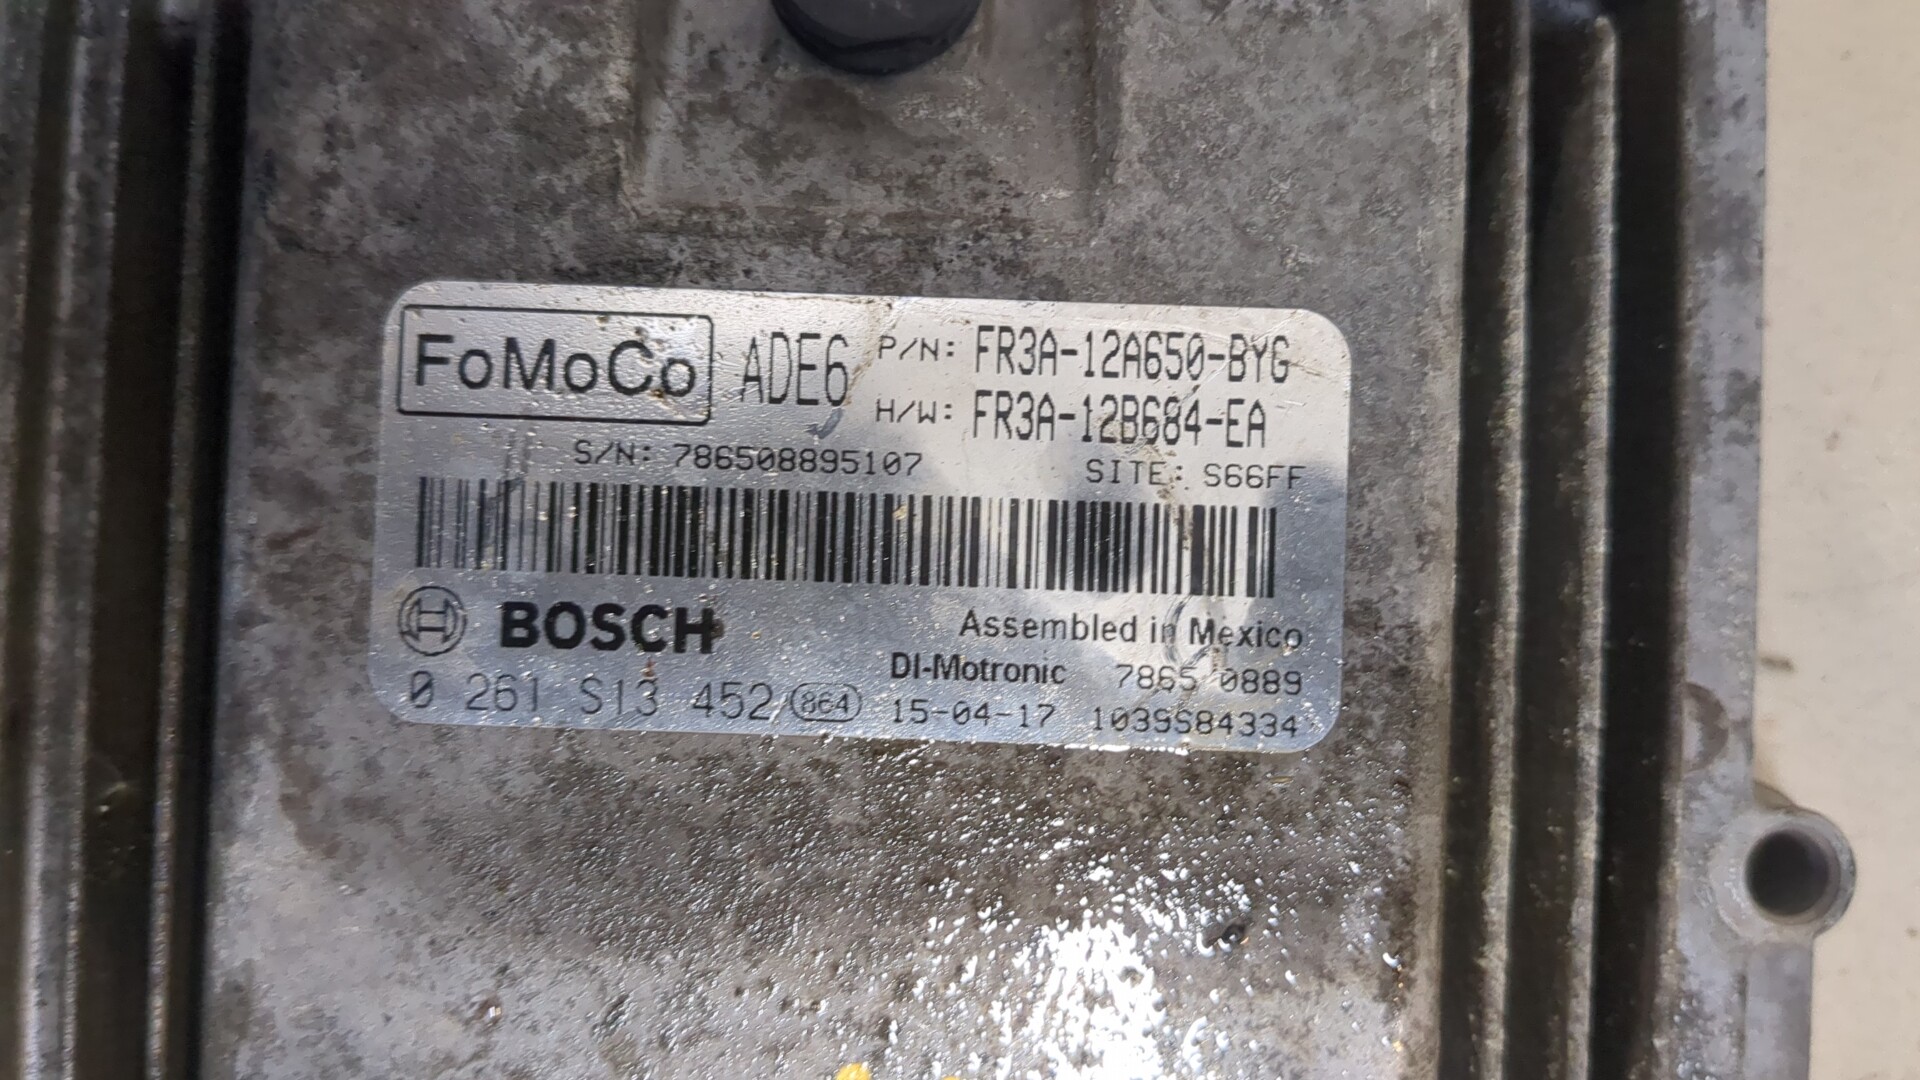 FoMoCo ADE6 P/N: FR3A-12A650-BYG
H/W: FR3A-12B684-EA
S/N: 786508895107 SITE: S66FF
BOSCH Assembled in Mexico
DI-Motronic 7865 0889
0 261 S13 452 864 15-04-17 1039S84334